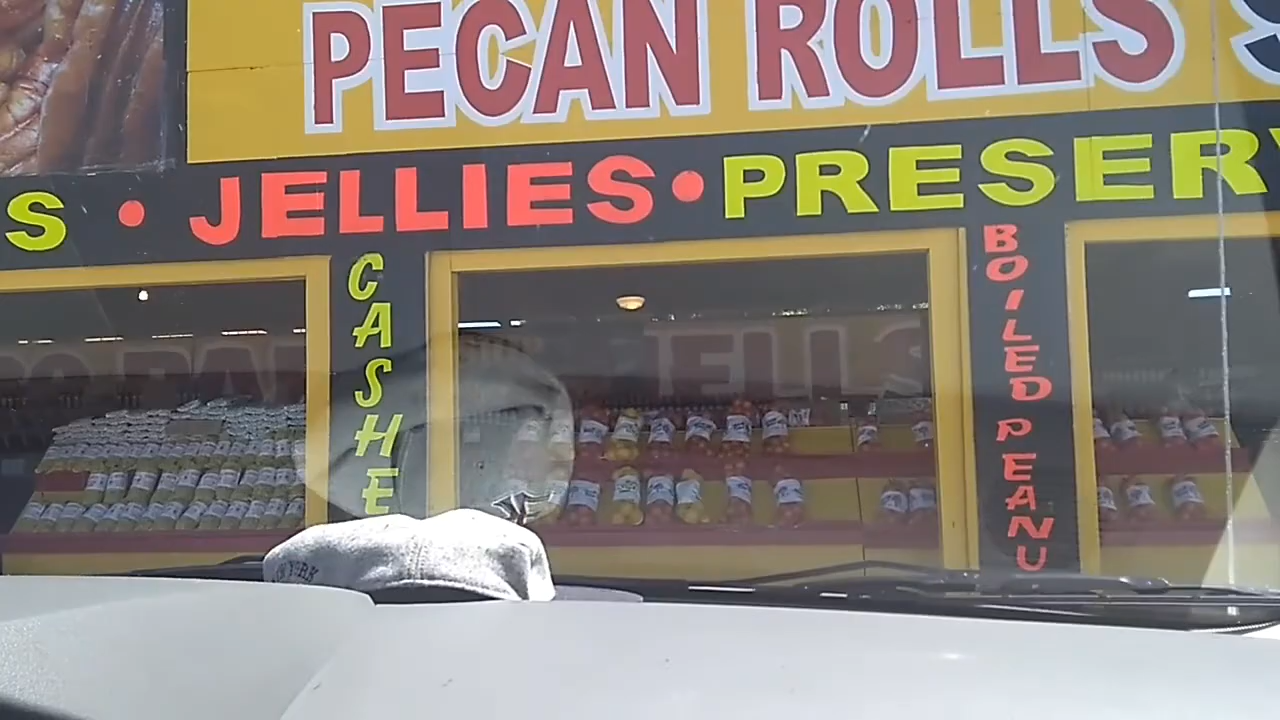 PECAN ROLLS
S • JELLIES • PRESERV
CASHE
BOILED PEANU